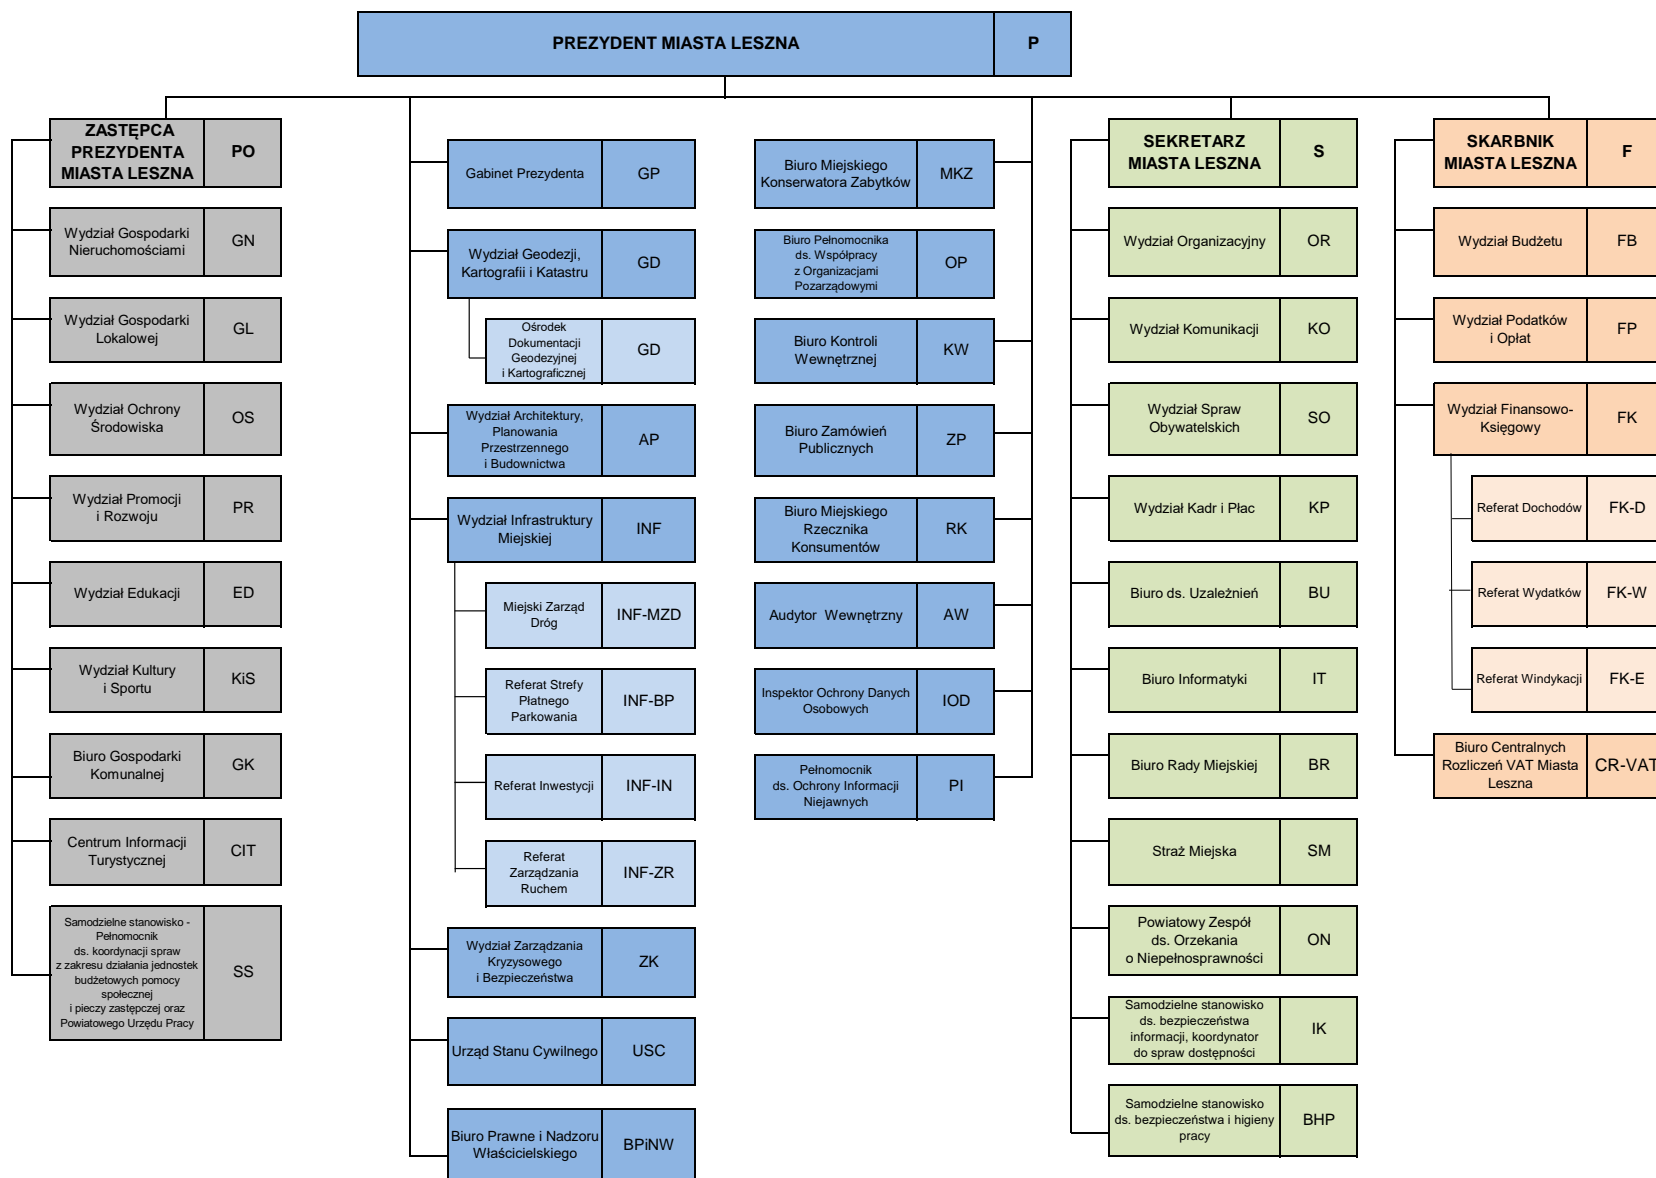 PREZYDENT MIASTA LESZNA
P
ZASTĘPCA
PREZYDENTA
MIASTA LESZNA
PO
Wydział Gospodarki
Nieruchomościami
GN
Wydział Gospodarki
Lokalowej
GL
Wydział Ochrony
Środowiska
OS
Wydział Promocji
i Rozwoju
PR
Wydział Edukacji
ED
Wydział Kultury
i Sportu
KiS
Biuro Gospodarki
Komunalnej
GK
Centrum Informacji
Turystycznej
CIT
Samodzielne stanowisko -
Pełnomocnik
ds. koordynacji spraw
z zakresu działania jednostek
budżetowych pomocy
społecznej
i pieczy zastępczej oraz
Powiatowego Urzędu Pracy
SS
Gabinet Prezydenta
GP
Wydział Geodezji,
Kartografii i Katastru
GD
Ośrodek
Dokumentacji
Geodezyjnej
i Kartograficznej
GD
Wydział Architektury,
Planowania
Przestrzennego
i Budownictwa
AP
Wydział Infrastruktury
Miejskiej
INF
Miejski Zarząd
Dróg
INF-MZD
Referat Strefy
Płatnego
Parkowania
INF-BP
Referat Inwestycji
INF-IN
Referat
Zarządzania
Ruchem
INF-ZR
Wydział Zarządzania
Kryzysowego
i Bezpieczeństwa
ZK
Urząd Stanu Cywilnego
USC
Biuro Prawne i Nadzoru
Właścicielskiego
BPiNW
Biuro Miejskiego
Konserwatora Zabytków
MKZ
Biuro Pełnomocnika
ds. Współpracy
z Organizacjami
Pozarządowymi
OP
Biuro Kontroli
Wewnętrznej
KW
Biuro Zamówień
Publicznych
ZP
Biuro Miejskiego
Rzecznika
Konsumentów
RK
Audytor Wewnętrzny
AW
Inspektor Ochrony Danych
Osobowych
IOD
Pełnomocnik
ds. Ochrony Informacji
Niejawnych
PI
SEKRETARZ
MIASTA LESZNA
S
Wydział Organizacyjny
OR
Wydział Komunikacji
KO
Wydział Spraw
Obywatelskich
SO
Wydział Kadr i Płac
KP
Biuro ds. Uzależnień
BU
Biuro Informatyki
IT
Biuro Rady Miejskiej
BR
Straż Miejska
SM
Powiatowy Zespół
ds. Orzekania
o Niepełnosprawności
ON
Samodzielne stanowisko
ds. bezpieczeństwa
informacji, koordynator
do spraw dostępności
IK
Samodzielne stanowisko
ds. bezpieczeństwa i higieny
pracy
BHP
SKARBNIK
MIASTA LESZNA
F
Wydział Budżetu
FB
Wydział Podatków
i Opłat
FP
Wydział Finansowo-
Księgowy
FK
Referat Dochodów
FK-D
Referat Wydatków
FK-W
Referat Windykacji
FK-E
Biuro Centralnych
Rozliczeń VAT Miasta
Leszna
CR-VAT